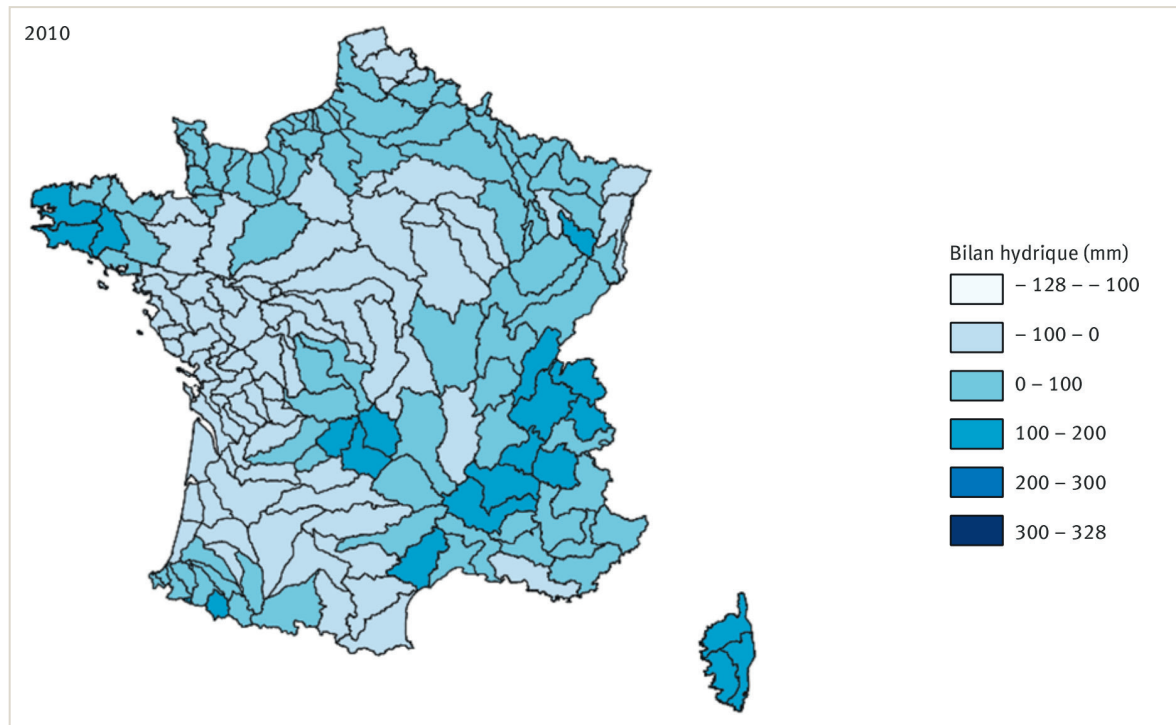 2010
Bilan hydrique (mm)
– 128 – – 100
– 100 – 0
0 – 100
100 – 200
200 – 300
300 – 328